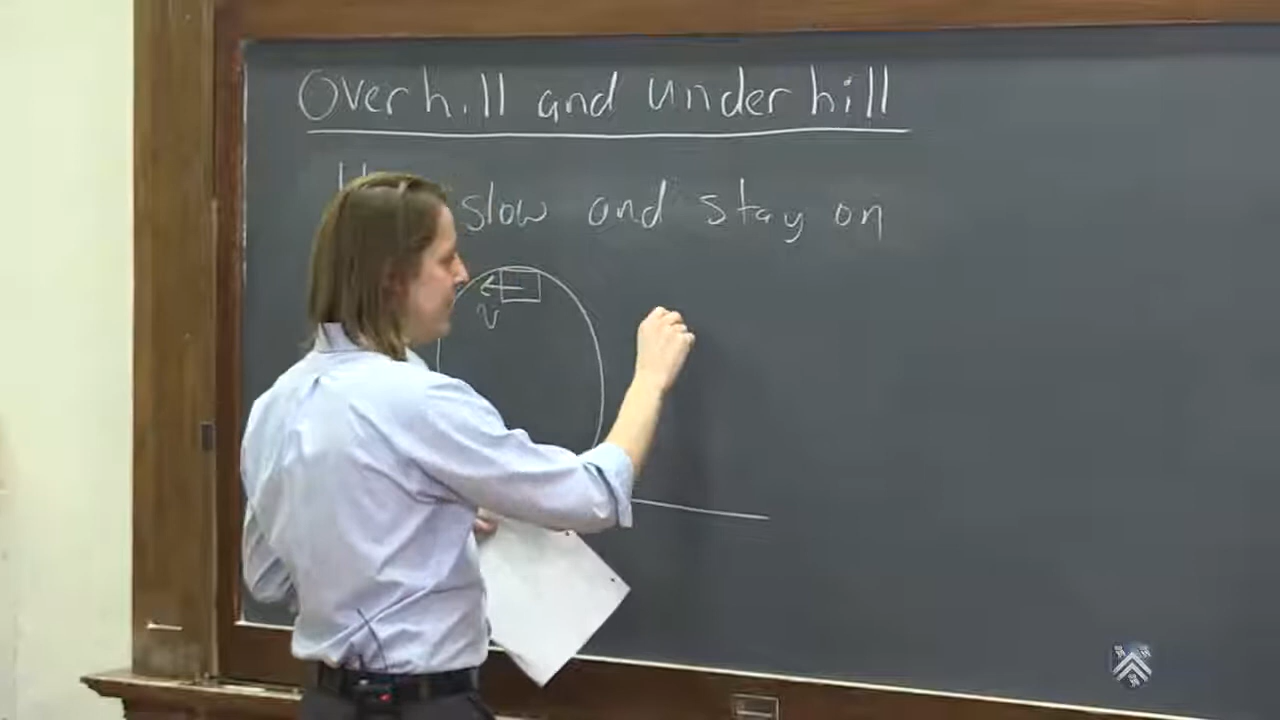 Over hill and under hill
slow and stay on
v